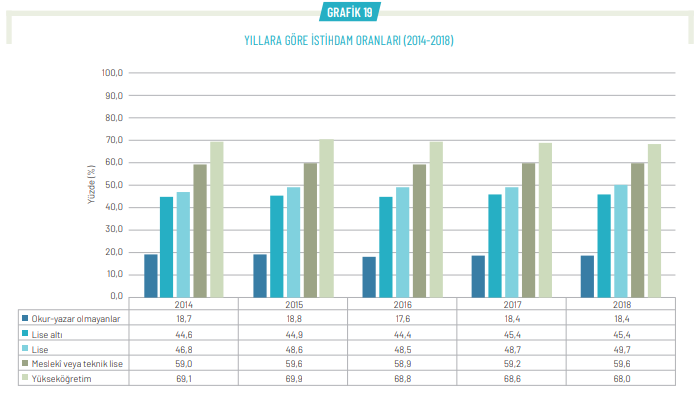 GRAFİK 19
YILLARA GÖRE İSTİHDAM ORANLARI (2014-2018)
Yüzde (%)
100,0
90,0
80,0
70,0
60,0
50,0
40,0
30,0
20,0
10,0
0,0
2014 2015 2016 2017 2018
Okur-yazar olmayanlar 18,7 18,8 17,6 18,4 18,4
Lise altı 44,6 44,9 44,4 45,4 45,4
Lise 46,8 48,6 48,5 48,7 49,7
Mesleki veya teknik lise 59,0 59,6 58,9 59,2 59,6
Yükseköğretim 69,1 69,9 68,8 68,6 68,0